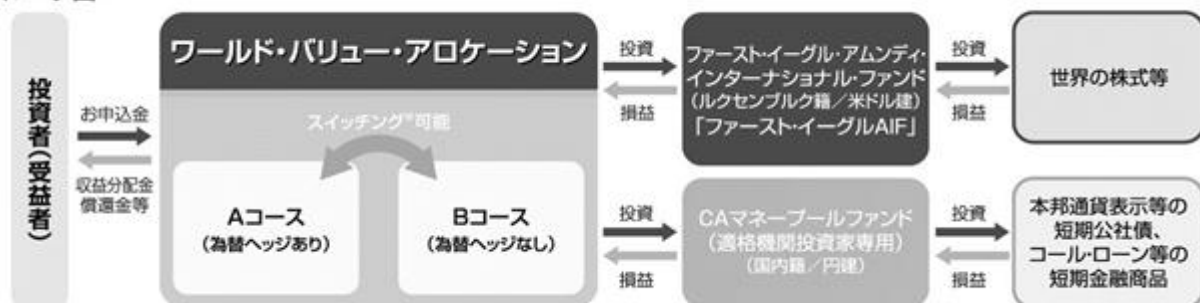 投資者(受益者)
お申込金
収益分配金
償還金等
ワールド・バリュー・アロケーション
スイッチング*可能
Aコース
(為替ヘッジあり)
Bコース
(為替ヘッジなし)
投資
損益
ファースト・イーグル・アムンディ・
インターナショナル・ファンド
(ルクセンブルク籍/米ドル建)
「ファースト・イーグルAIF」
投資
損益
世界の株式等
投資
損益
CAマネープールファンド
(適格機関投資家専用)
(国内籍/円建)
投資
損益
本邦通貨表示等の
短期公社債、
コール・ローン等の
短期金融商品